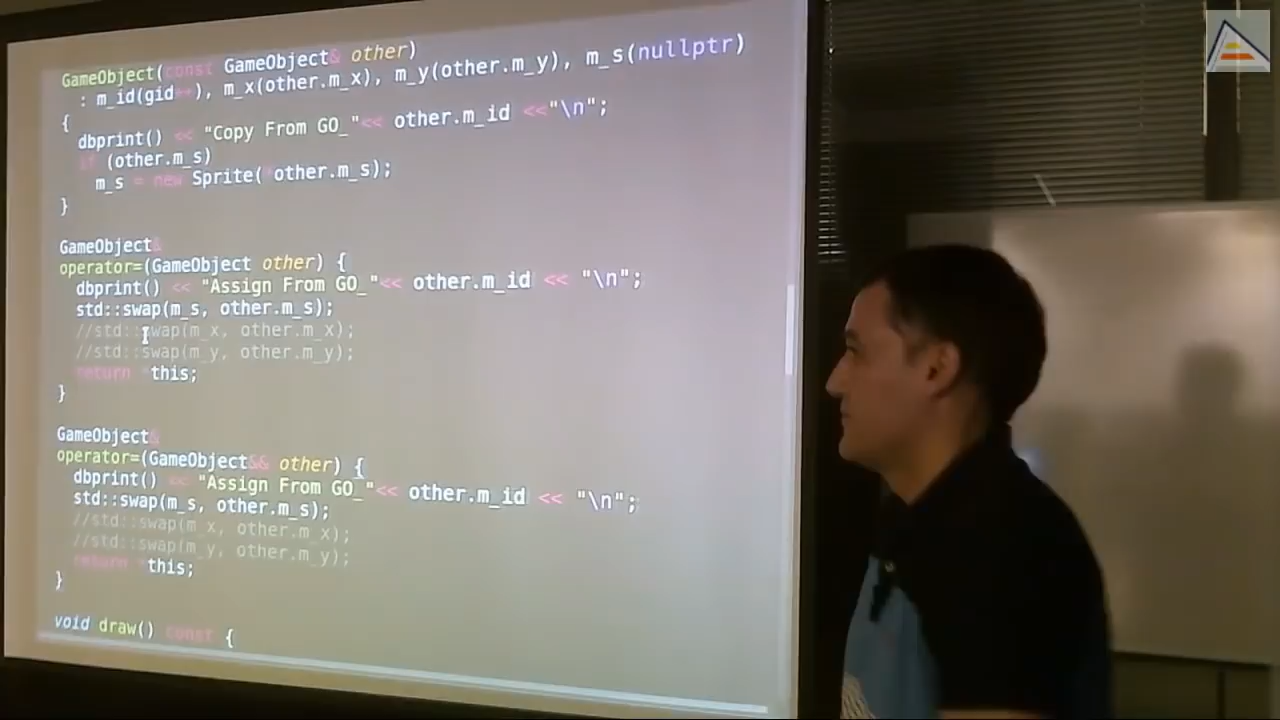 GameObject(const GameObject& other)
: m_id(gid++), m_x(other.m_x), m_y(other.m_y), m_s(nullptr)
{
dbprint() << "Copy From GO_"<< other.m_id <<"\n";
if (other.m_s)
m_s = new Sprite(*other.m_s);
}
GameObject&
operator=(GameObject other) {
dbprint() << "Assign From GO_"<< other.m_id << "\n";
std::swap(m_s, other.m_s);
//std::swap(m_x, other.m_x);
//std::swap(m_y, other.m_y);
return *this;
}
GameObject&
operator=(GameObject&& other) {
dbprint() << "Assign From GO_"<< other.m_id << "\n";
std::swap(m_s, other.m_s);
//std::swap(m_x, other.m_x);
//std::swap(m_y, other.m_y);
return *this;
}
void draw() const {